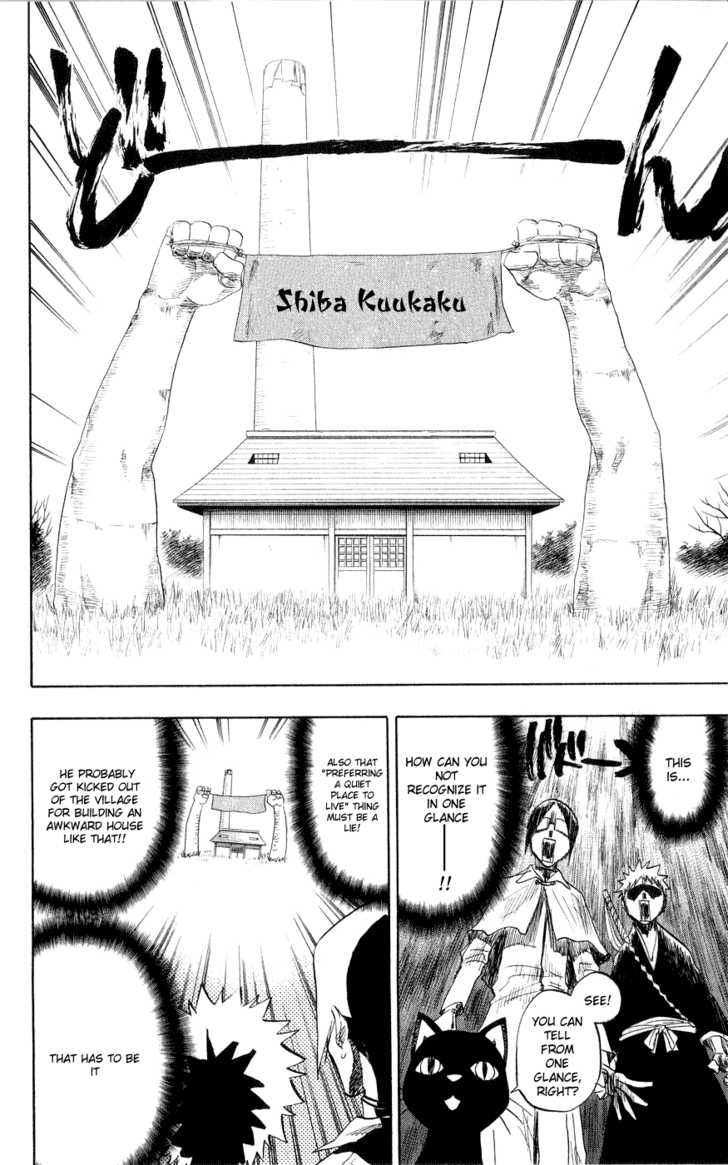 どーん
Shiba Kuukaku
THIS
IS...
HOW CAN YOU
NOT
RECOGNIZE IT
IN ONE
GLANCE
!!
SEE!
YOU CAN
TELL
FROM
ONE
GLANCE,
RIGHT?
ALSO THAT
"PREFERRING
A QUIET
PLACE TO
LIVE" THING
MUST BE A
LIE!
HE PROBABLY
GOT KICKED OUT
OF THE VILLAGE
FOR BUILDING AN
AWKWARD HOUSE
LIKE THAT!!
THAT HAS TO BE
IT